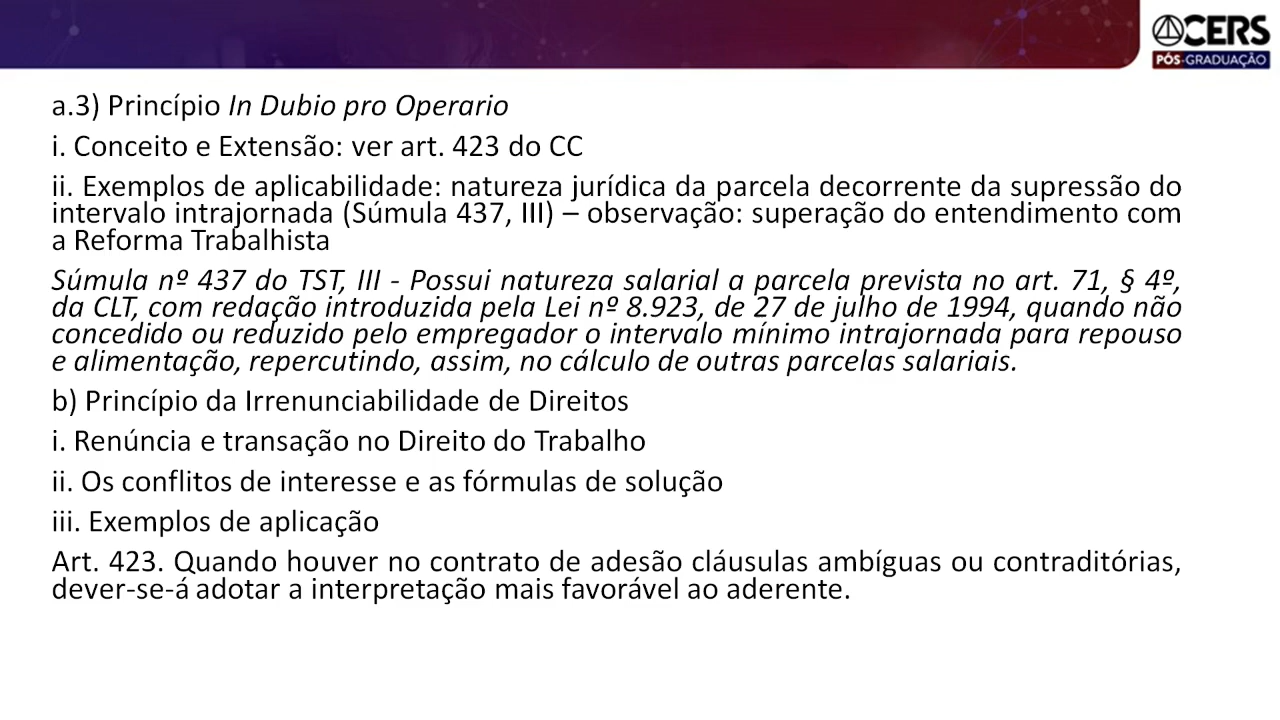 CERS
PÓS-GRADUAÇÃO
a.3) Princípio In Dubio pro Operario
i. Conceito e Extensão: ver art. 423 do CC
ii. Exemplos de aplicabilidade: natureza jurídica da parcela decorrente da supressão do
intervalo intrajornada (Súmula 437, III) – observação: superação do entendimento com
a Reforma Trabalhista
Súmula nº 437 do TST, III - Possui natureza salarial a parcela prevista no art. 71, § 4º,
da CLT, com redação introduzida pela Lei nº 8.923, de 27 de julho de 1994, quando não
concedido ou reduzido pelo empregador o intervalo mínimo intrajornada para repouso
e alimentação, repercutindo, assim, no cálculo de outras parcelas salariais.
b) Princípio da Irrenunciabilidade de Direitos
i. Renúncia e transação no Direito do Trabalho
ii. Os conflitos de interesse e as fórmulas de solução
iii. Exemplos de aplicação
Art. 423. Quando houver no contrato de adesão cláusulas ambíguas ou contraditórias,
dever-se-á adotar a interpretação mais favorável ao aderente.